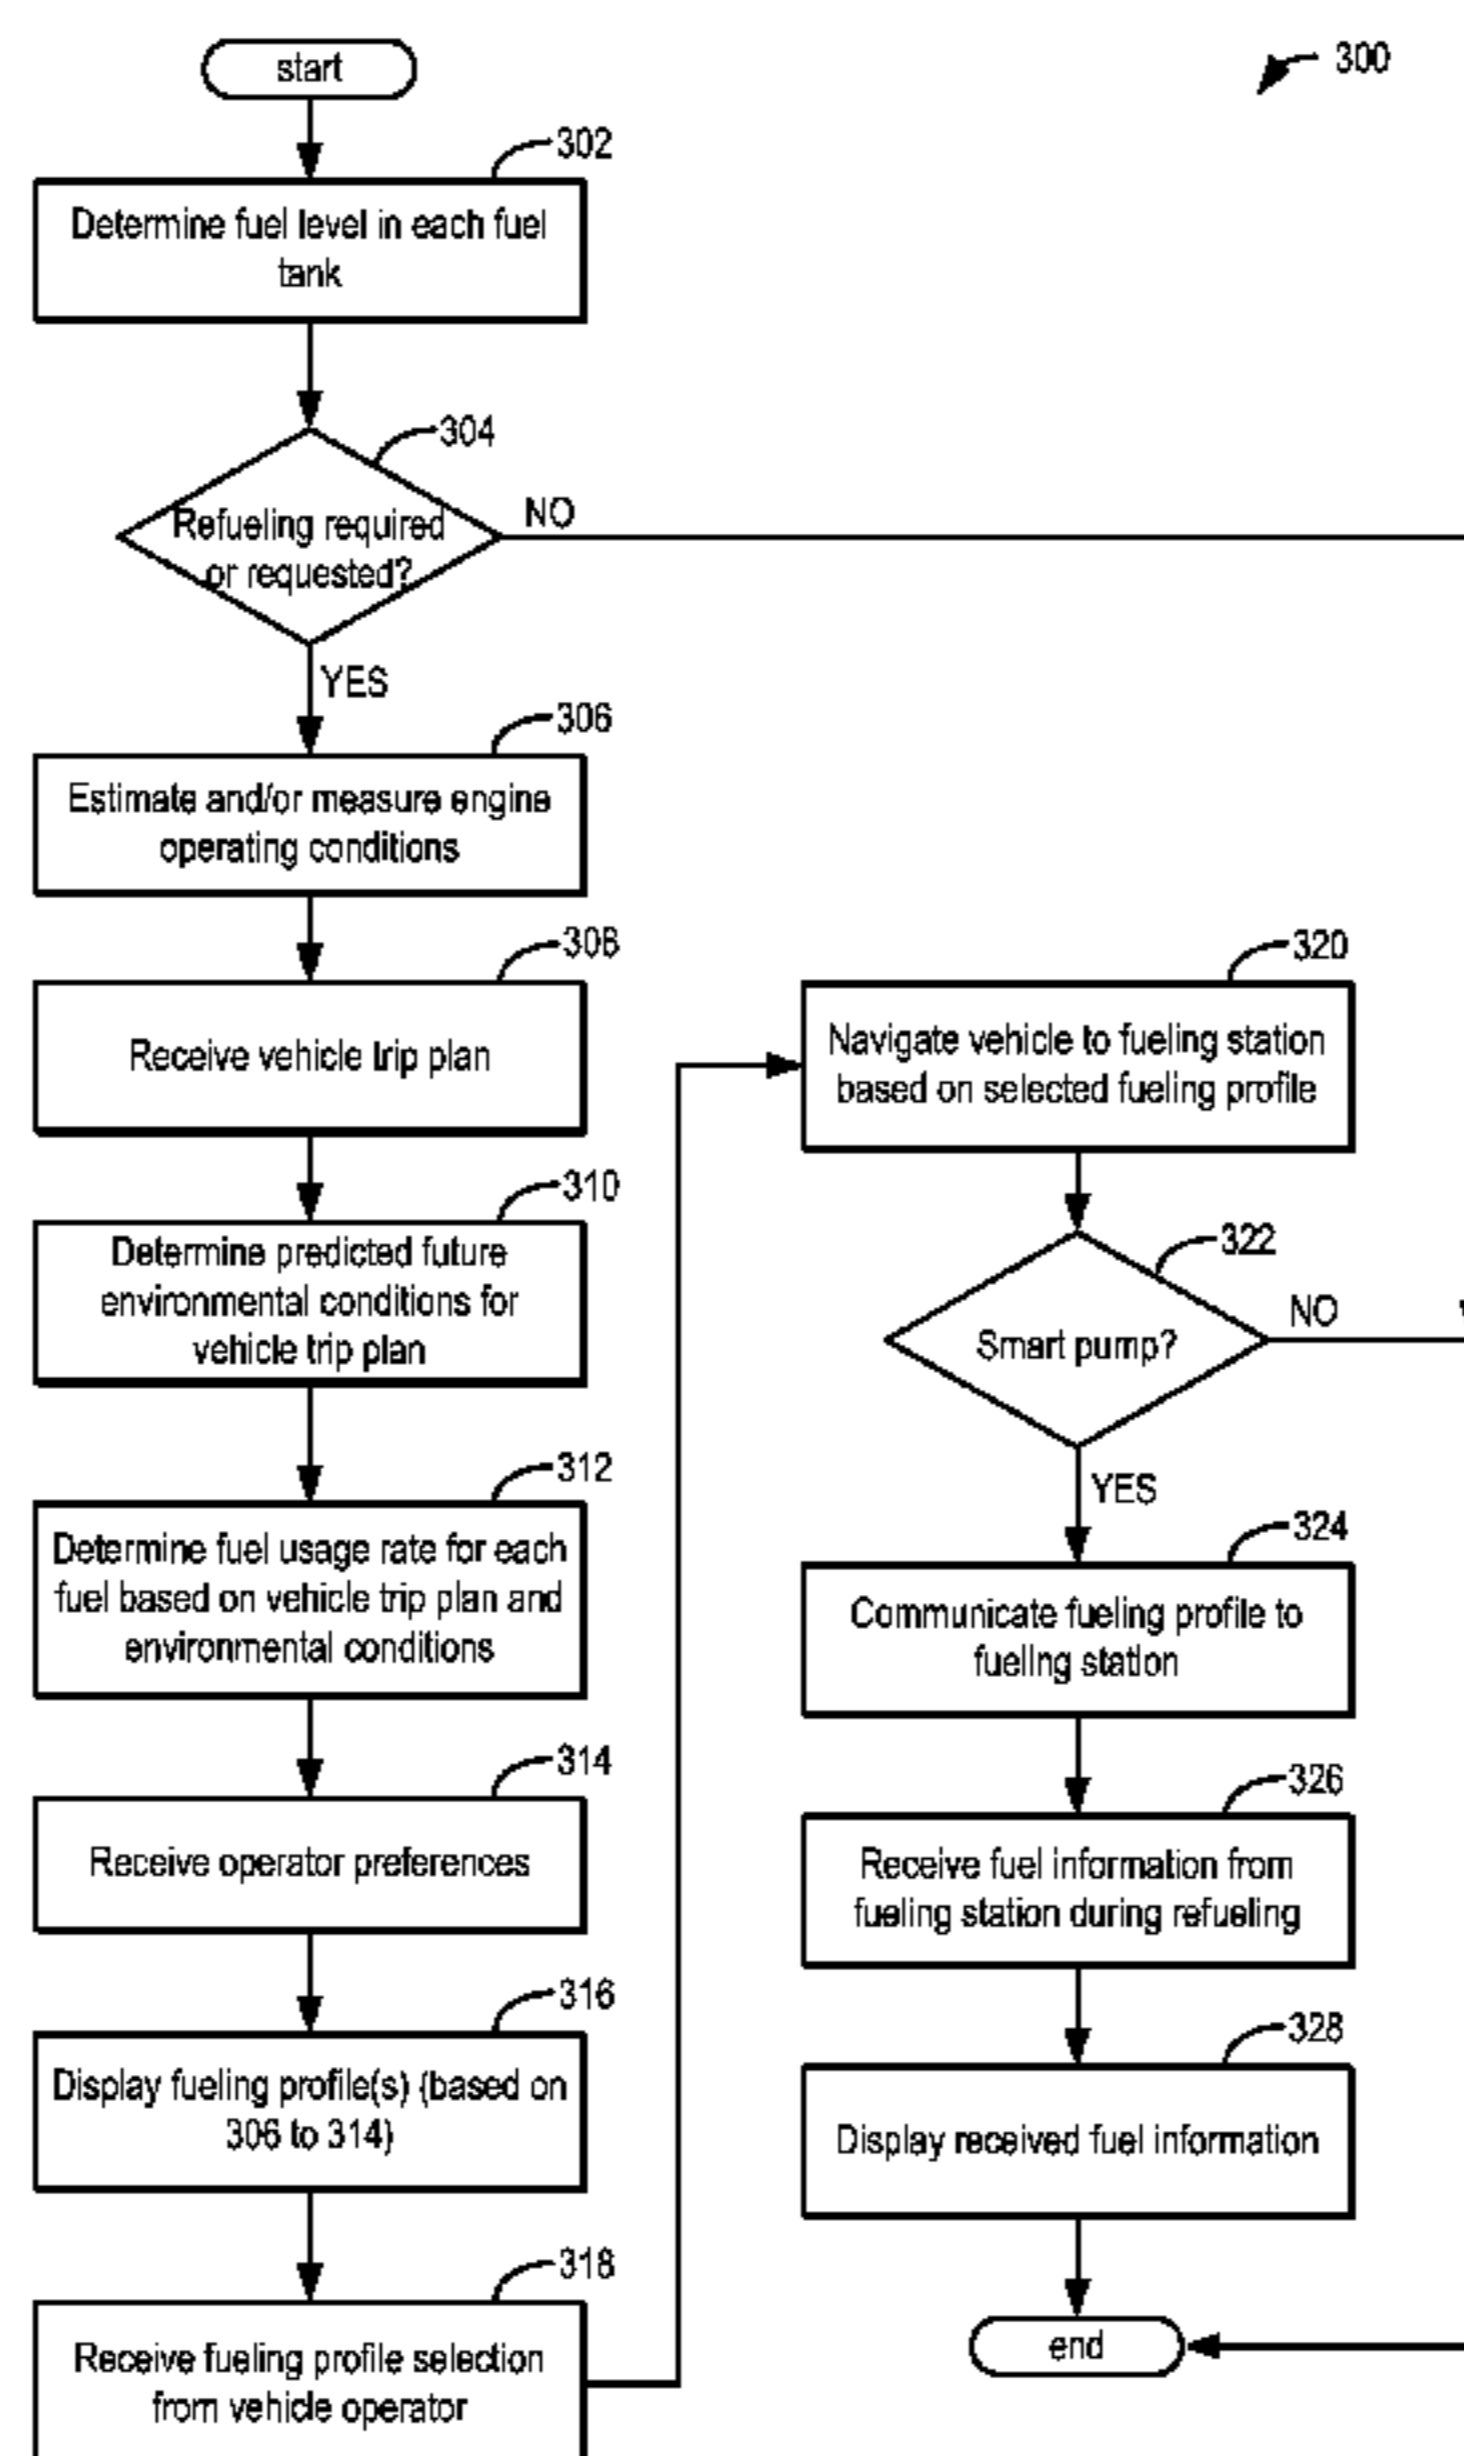 start
300
302
Determine fuel level in each fuel
tank
304
Refueling required
or requested?
NO
YES
306
Estimate and/or measure engine
operating conditions
308
Receive vehicle trip plan
310
Determine predicted future
environmental conditions for
vehicle trip plan
312
Determine fuel usage rate for each
fuel based on vehicle trip plan and
environmental conditions
314
Receive operator preferences
316
Display fueling profile(s) (based on
306 to 314)
318
Receive fueling profile selection
from vehicle operator
320
Navigate vehicle to fueling station
based on selected fueling profile
322
Smart pump?
NO
YES
324
Communicate fueling profile to
fueling station
326
Receive fuel information from
fueling station during refueling
328
Display received fuel information
end